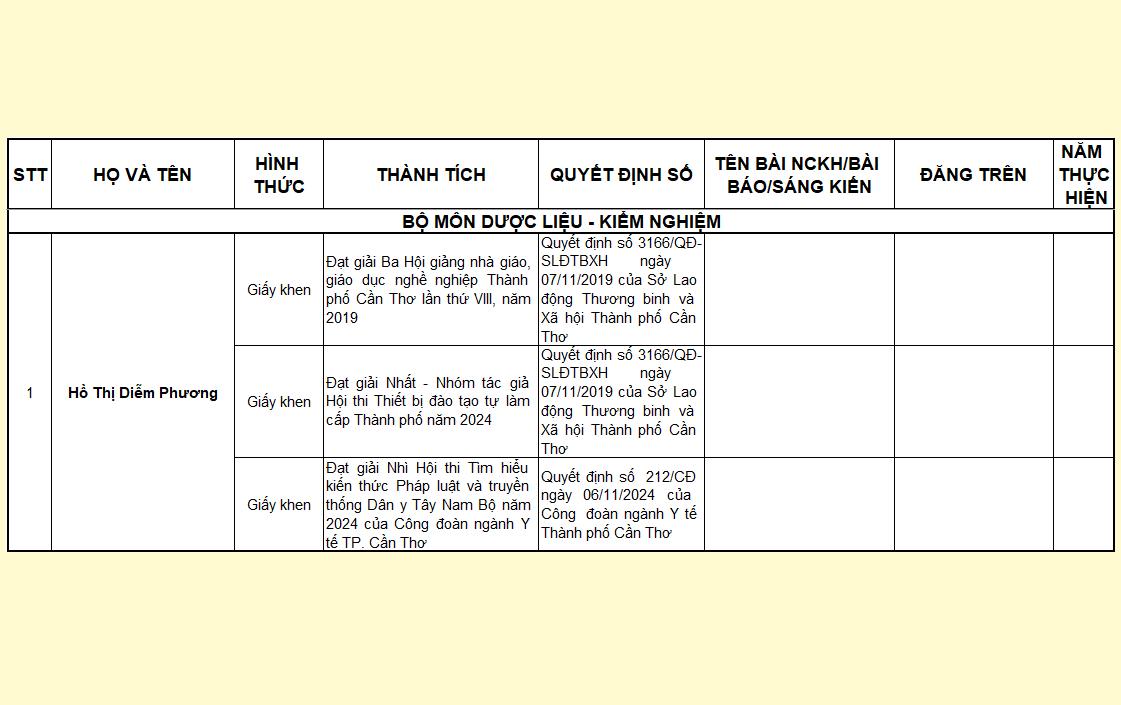 STT
HỌ VÀ TÊN
HÌNH
THỨC
THÀNH TÍCH
QUYẾT ĐỊNH SỐ
TÊN BÀI NCKH/BÀI
BÁO/SÁNG KIẾN
ĐĂNG TRÊN
NĂM
THỰC
HIỆN
BỘ MÔN DƯỢC LIỆU - KIỂM NGHIỆM
1
Hồ Thị Diễm Phương
Giấy khen
Đạt giải Ba Hội giảng nhà giáo,
giáo dục nghề nghiệp Thành
phố Cần Thơ lần thứ VIII, năm
2019
Quyết định số 3166/QĐ-
SLĐTBXH ngày
07/11/2019 của Sở Lao
động Thương binh và
Xã hội Thành phố Cần
Thơ
Giấy khen
Đạt giải Nhất - Nhóm tác giả
Hội thi Thiết bị đào tạo tự làm
cấp Thành phố năm 2024
Quyết định số 3166/QĐ-
SLĐTBXH ngày
07/11/2019 của Sở Lao
động Thương binh và
Xã hội Thành phố Cần
Thơ
Giấy khen
Đạt giải Nhì Hội thi Tìm hiểu
kiến thức Pháp luật và truyền
thống Dân y Tây Nam Bộ năm
2024 của Công đoàn ngành Y
tế TP. Cần Thơ
Quyết định số 212/CĐ
ngày 06/11/2024 của
Công đoàn ngành Y tế
Thành phố Cần Thơ